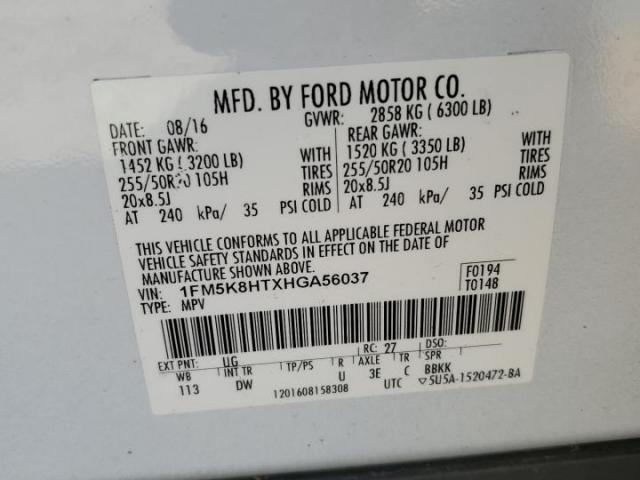 MFD. BY FORD MOTOR CO.
DATE: 08/16 GVWR: 2858 KG ( 6300 LB)
FRONT GAWR: REAR GAWR:
1452 KG ( 3200 LB) WITH 1520 KG ( 3350 LB) WITH
255/50R20 105H TIRES 255/50R20 105H TIRES
20x8.5J RIMS 20x8.5J RIMS
AT 240 kPa/ 35 PSI COLD AT 240 kPa/ 35 PSI COLD
THIS VEHICLE CONFORMS TO ALL APPLICABLE FEDERAL MOTOR
VEHICLE SAFETY STANDARDS IN EFFECT ON THE DATE OF
MANUFACTURE SHOWN ABOVE.
VIN: 1FM5K8HTXHGA56037 F0194
TYPE: MPV T0148
EXT PNT: UG RC: 27 DSO:
WB INT TR TP/PS R AXLE TR SPR
113 DW U 3E C BBKK
1201608158308 UTC ▽5U5A-1520472-BA